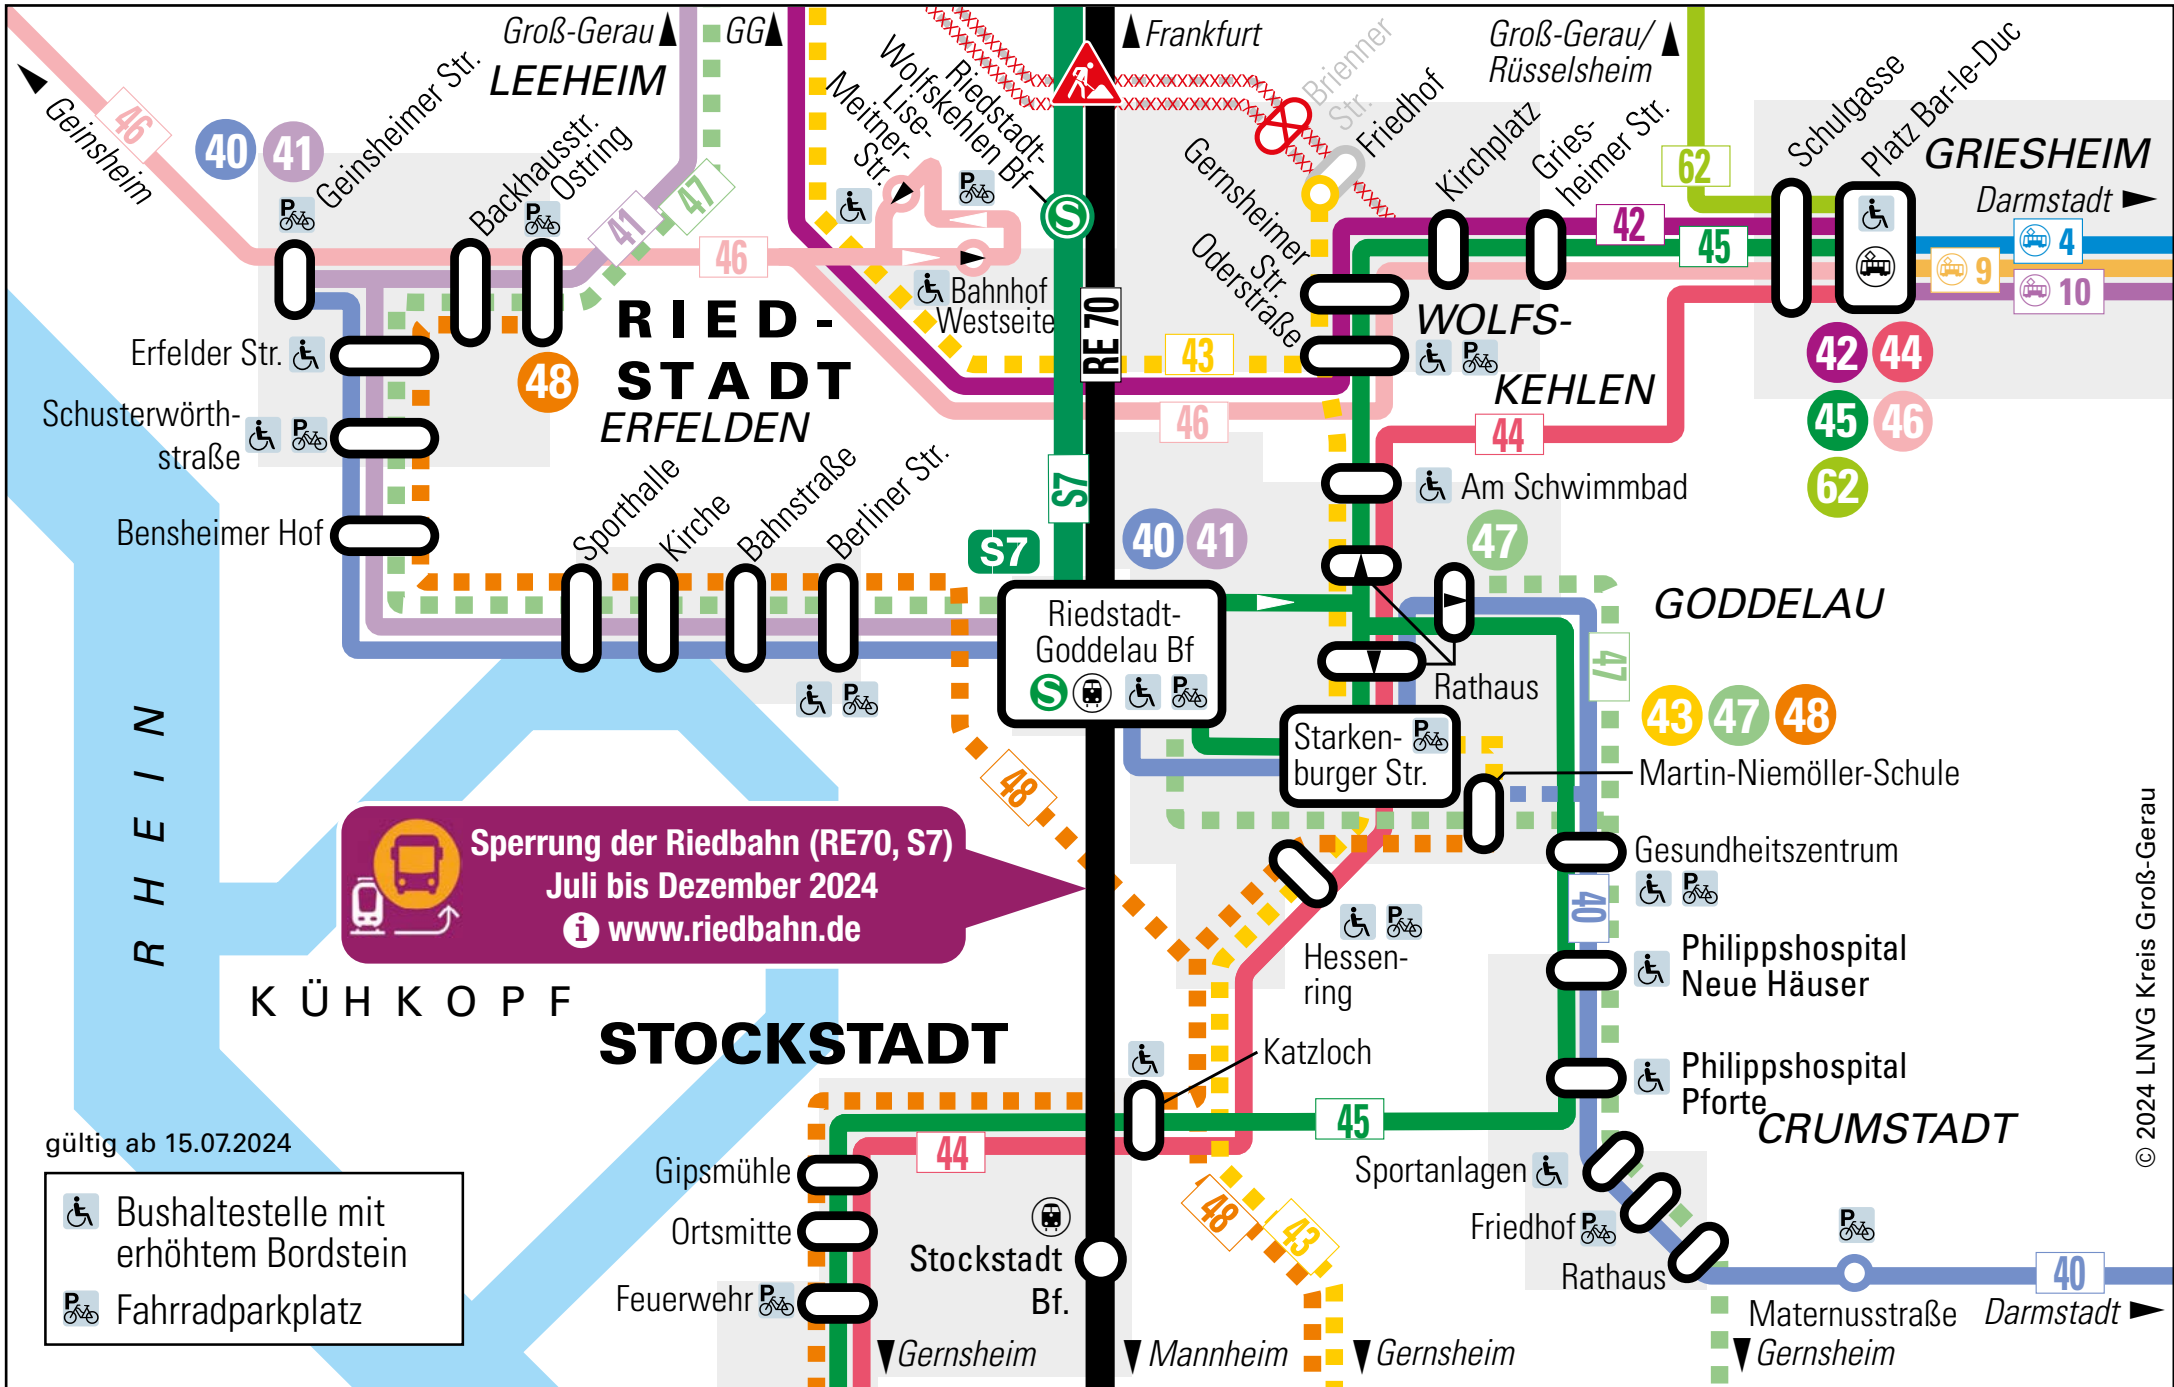 Groß-Gerau
GG
Frankfurt
Groß-Gerau/
Rüsselsheim
LEEHEIM
Geinsheim
46
40
41
Geinsheimer Str.
Backhausstr.
Ostring
41
47
46
Lise-
Meitner-
Str.
Riedstadt-
Wolfskehlen Bf
S
Bahnhof
Westseite
Brienner
Str.
Friedhof
Gernsheimer
Str.
Oderstraße
Kirchplatz
Gries-
heimer Str.
62
42
45
Schulgasse
Platz Bar-le-Duc
GRIESHEIM
Darmstadt
4
9
10
42
44
45
46
62
RIED-
STADT
ERFELDEN
Erfelder Str.
48
Schusterwörth-
straße
Bensheimer Hof
RE 70
43
46
WOLFS-
KEHLEN
44
Sporthalle
Kirche
Bahnstraße
Berliner Str.
S7
S7
40
41
Am Schwimmbad
47
GODDELAU
Riedstadt-
Goddelau Bf
S
Rathaus
47
43
47
48
Starken-
burger Str.
Martin-Niemöller-Schule
48
Gesundheitszentrum
40
RHEIN
Sperrung der Riedbahn (RE70, S7)
Juli bis Dezember 2024
i www.riedbahn.de
Hessen-
ring
Philippshospital
Neue Häuser
KÜHKOPF
STOCKSTADT
Katzloch
Philippshospital
Pforte
CRUMSTADT
45
44
Gipsmühle
Ortsmitte
Feuerwehr
Stockstadt
Bf.
48
43
Sportanlagen
Friedhof
Rathaus
Maternusstraße
40
Darmstadt
Gernsheim
Mannheim
Gernsheim
Gernsheim
gültig ab 15.07.2024
Bushaltestelle mit
erhöhtem Bordstein
P Fahrradparkplatz
© 2024 LNVG Kreis Groß-Gerau